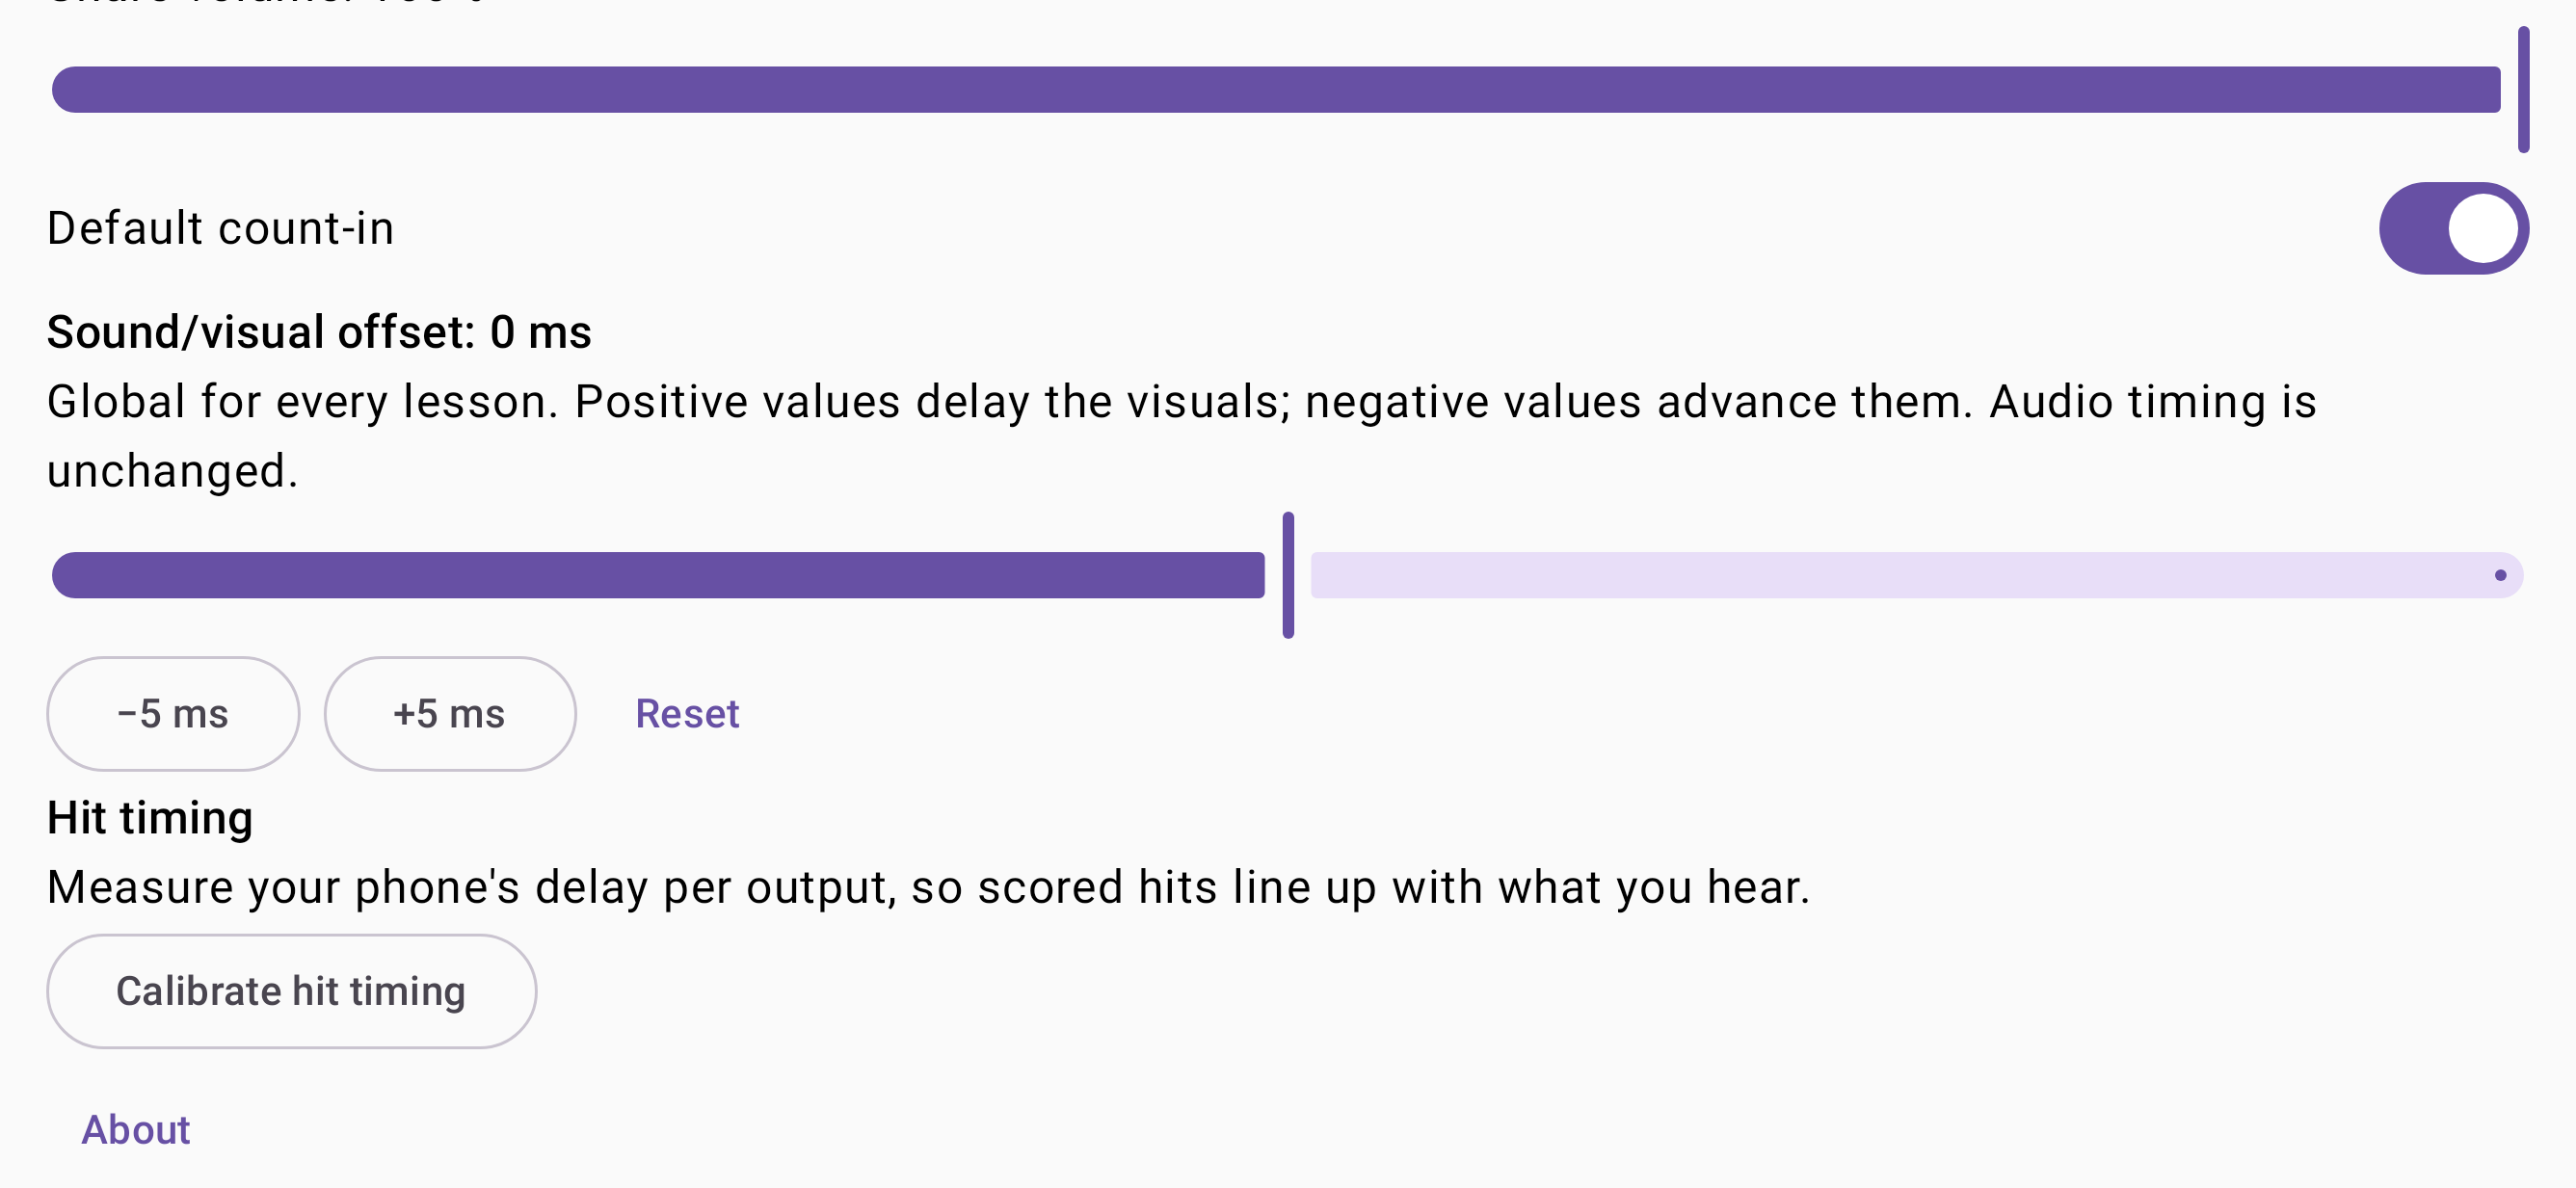 Default count-in
Sound/visual offset: 0 ms
Global for every lesson. Positive values delay the visuals; negative values advance them. Audio timing is
unchanged.
−5 ms +5 ms Reset
Hit timing
Measure your phone's delay per output, so scored hits line up with what you hear.
Calibrate hit timing
About